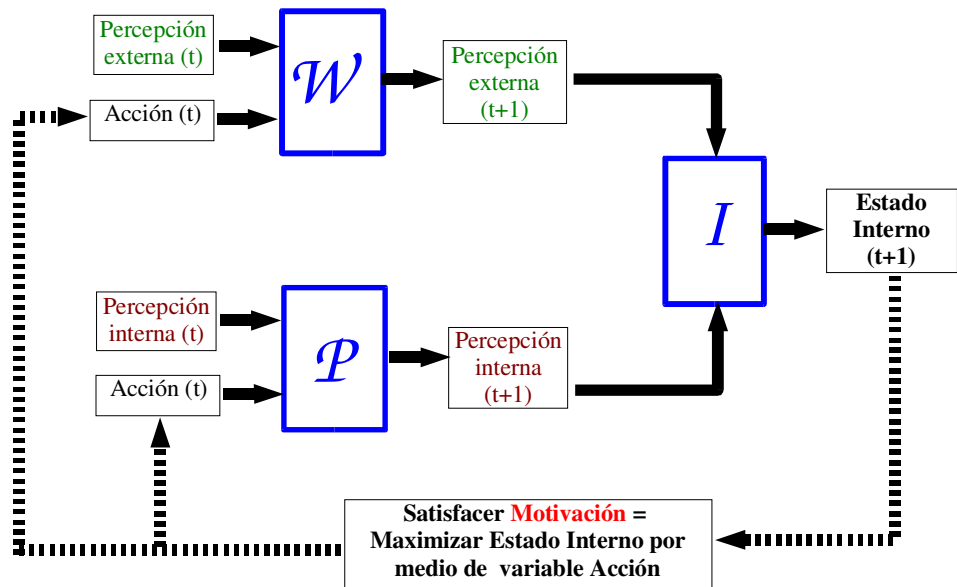 Percepción
externa (t)
Acción (t)
W
Percepción
externa
(t+1)
I
Estado
Interno
(t+1)
Percepción
interna (t)
Acción (t)
P
Percepción
interna
(t+1)
Satisfacer Motivación =
Maximizar Estado Interno por
medio de variable Acción